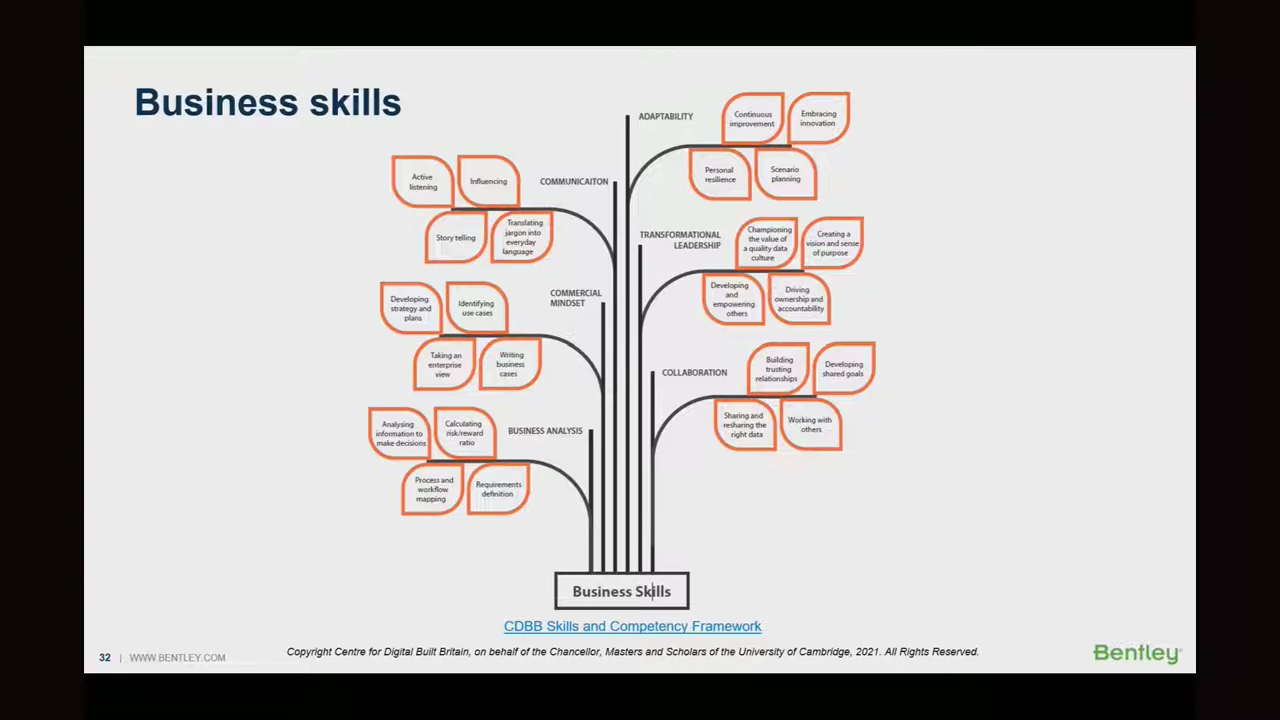 Business skills
ADAPTABILITY
Continuous
improvement
Embracing
innovation
Personal
resilience
Scenario
planning
COMMUNICAITON
Active
listening
Influencing
Story telling
Translating
jargon into
everyday
language
TRANSFORMATIONAL
LEADERSHIP
Championing
the value of
a quality data
culture
Creating a
vision and sense
of purpose
Developing
and
empowering
others
Driving
ownership and
accountability
COMMERCIAL
MINDSET
Developing
strategy and
plans
Identifying
use cases
Taking an
enterprise
view
Writing
business
cases
COLLABORATION
Building
trusting
relationships
Developing
shared goals
Sharing and
resharing the
right data
Working with
others
BUSINESS ANALYSIS
Analysing
information to
make decisions
Calculating
risk/reward
ratio
Process and
workflow
mapping
Requirements
definition
Business Skills
CDBB Skills and Competency Framework
Copyright Centre for Digital Built Britain, on behalf of the Chancellor, Masters and Scholars of the University of Cambridge, 2021. All Rights Reserved.
32 | WWW.BENTLEY.COM
Bentley